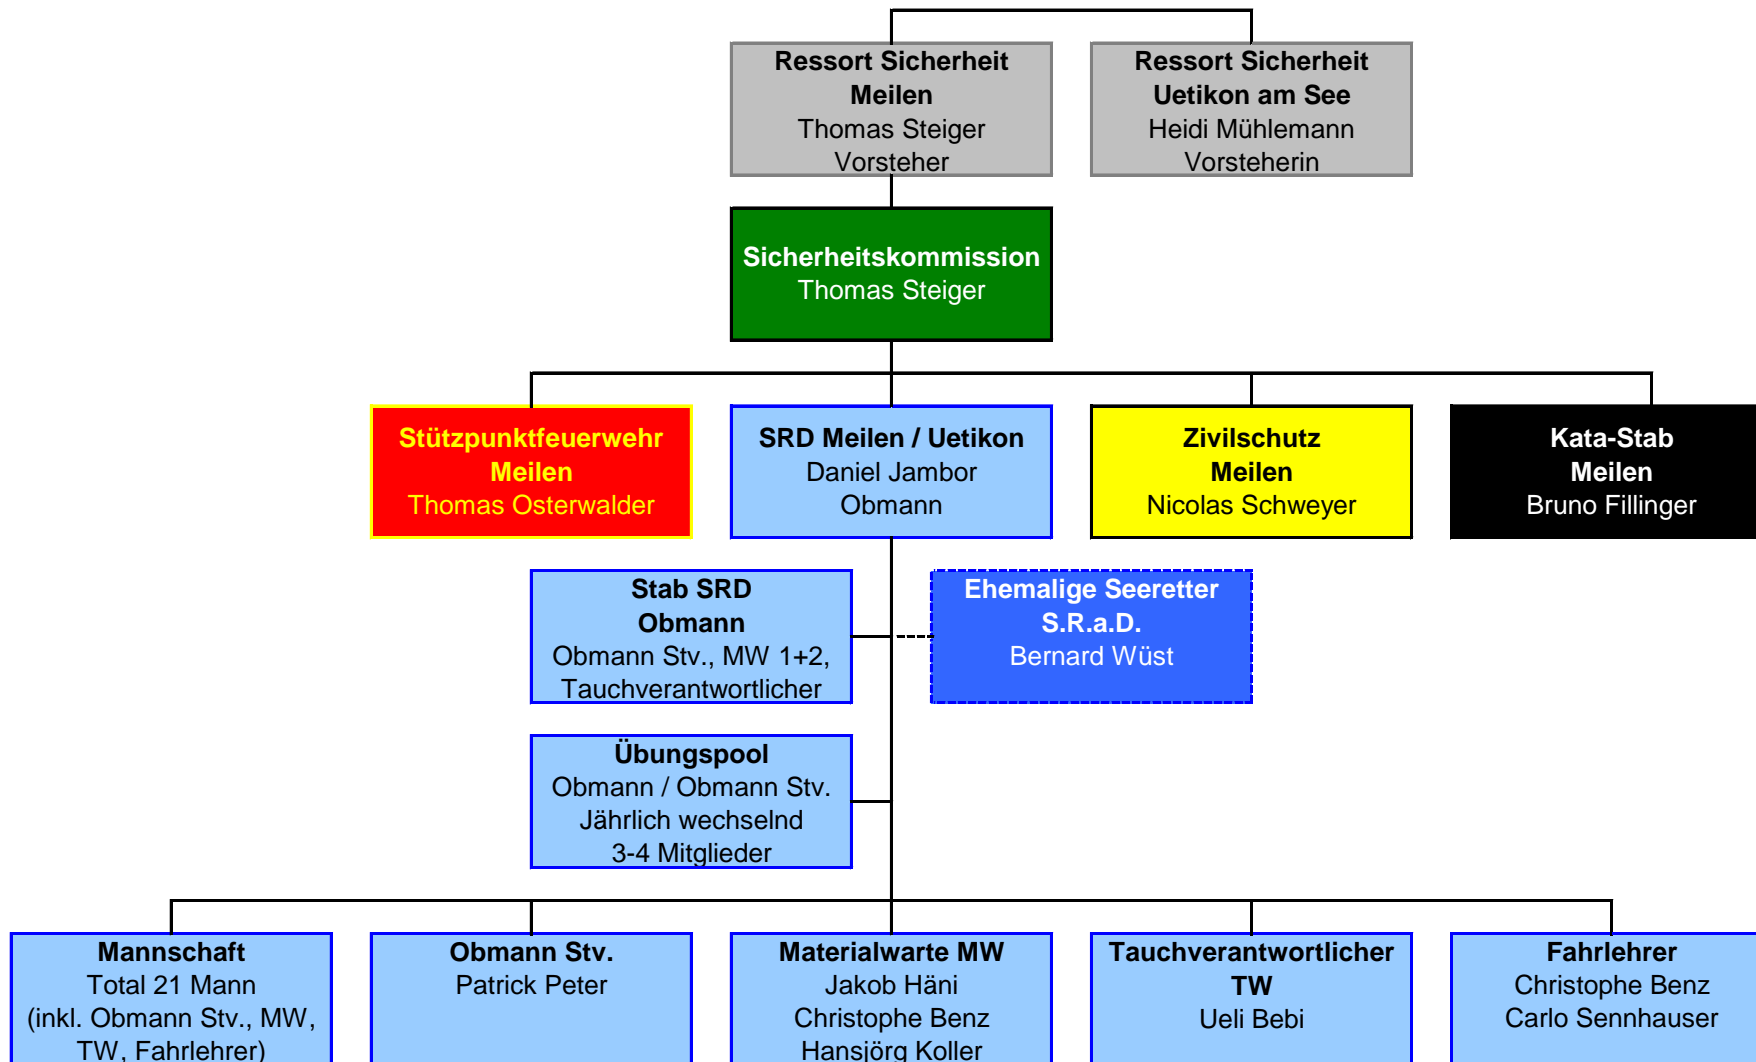 Ressort Sicherheit
Meilen
Thomas Steiger
Vorsteher
Ressort Sicherheit
Uetikon am See
Heidi Mühlemann
Vorsteherin
Sicherheitskommission
Thomas Steiger
Stützpunktfeuerwehr
Meilen
Thomas Osterwalder
SRD Meilen / Uetikon
Daniel Jambor
Obmann
Zivilschutz
Meilen
Nicolas Schweyer
Kata-Stab
Meilen
Bruno Fillinger
Stab SRD
Obmann
Obmann Stv., MW 1+2,
Tauchverantwortlicher
Ehemalige Seeretter
S.R.a.D.
Bernard Wüst
Übungspool
Obmann / Obmann Stv.
Jährlich wechselnd
3-4 Mitglieder
Mannschaft
Total 21 Mann
(inkl. Obmann Stv., MW,
TW, Fahrlehrer)
Obmann Stv.
Patrick Peter
Materialwarte MW
Jakob Häni
Christophe Benz
Hansjörg Koller
Tauchverantwortlicher
TW
Ueli Bebi
Fahrlehrer
Christophe Benz
Carlo Sennhauser